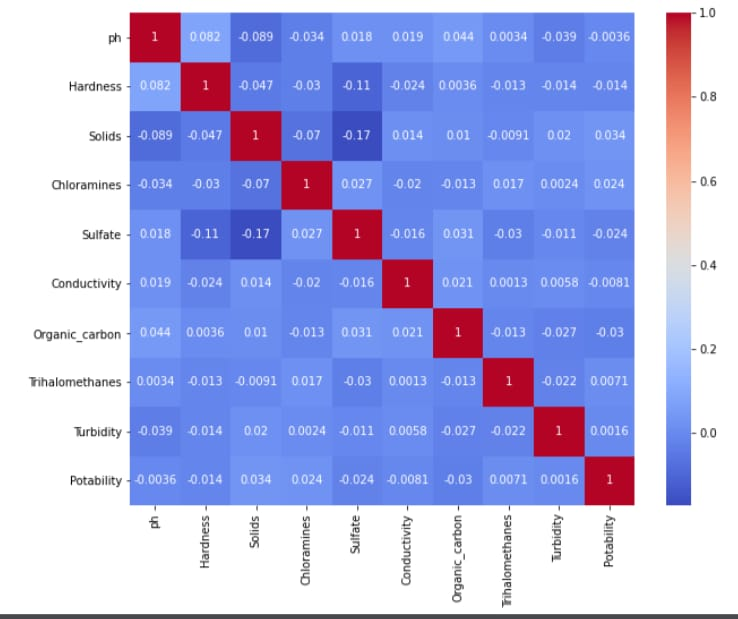 1.0
ph 1 0.082 -0.089 -0.034 0.018 0.019 0.044 0.0034 -0.039 -0.0036
Hardness 0.082 1 -0.047 -0.03 -0.11 -0.024 0.0036 -0.013 -0.014 -0.014
0.8
Solids -0.089 -0.047 1 -0.07 -0.17 0.014 0.01 -0.0091 0.02 0.034
Chloramines -0.034 -0.03 -0.07 1 0.027 -0.02 -0.013 0.017 0.0024 0.024
0.6
Sulfate 0.018 -0.11 -0.17 0.027 1 -0.016 0.031 -0.03 -0.011 -0.024
0.4
Conductivity 0.019 -0.024 0.014 -0.02 -0.016 1 0.021 0.0013 0.0058 -0.0081
Organic_carbon 0.044 0.0036 0.01 -0.013 0.031 0.021 1 -0.013 -0.027 -0.03
0.2
Trihalomethanes 0.0034 -0.013 -0.0091 0.017 -0.03 0.0013 -0.013 1 -0.022 0.0071
Turbidity -0.039 -0.014 0.02 0.0024 -0.011 0.0058 -0.027 -0.022 1 0.0016
0.0
Potability -0.0036 -0.014 0.034 0.024 -0.024 -0.0081 -0.03 0.0071 0.0016 1
ph
Hardness
Solids
Chloramines
Sulfate
Conductivity
Organic_carbon
Trihalomethanes
Turbidity
Potability